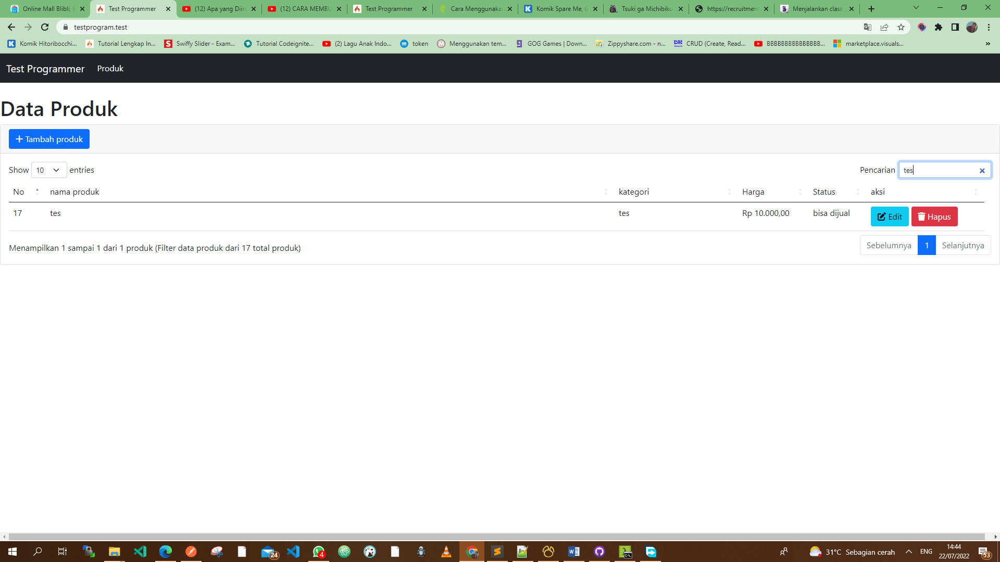 Online Mall Blibli, B
Test Programmer
(12) Apa yang Diin
(12) CARA MEMBU
Test Programmer
Cara Menggunaka
Komik Spare Me, G
Tsuki ga Michibiku
https://recruitment
Menjalankan class
testprogram.test
Komik Hitoribocchi...
Tutorial Lengkap In...
Swiffy Slider - Exam...
Tutorial Codeignite...
(2) Lagu Anak Indo...
token
Menggunakan tem...
GOG Games | Down...
Zippyshare.com - n...
CRUD (Create, Read...
BBBBBBBBBBBBBBB...
marketplace.visuals...
»
Test Programmer Produk
Data Produk
+ Tambah produk
Show 10 entries
Pencarian tes
No nama produk kategori Harga Status aksi
17 tes tes Rp 10.000,00 bisa dijual Edit Hapus
Menampilkan 1 sampai 1 dari 1 produk (Filter data produk dari 17 total produk)
Sebelumnya 1 Selanjutnya
24
4
31°C Sebagian cerah
ENG
14:44
22/07/2022
53